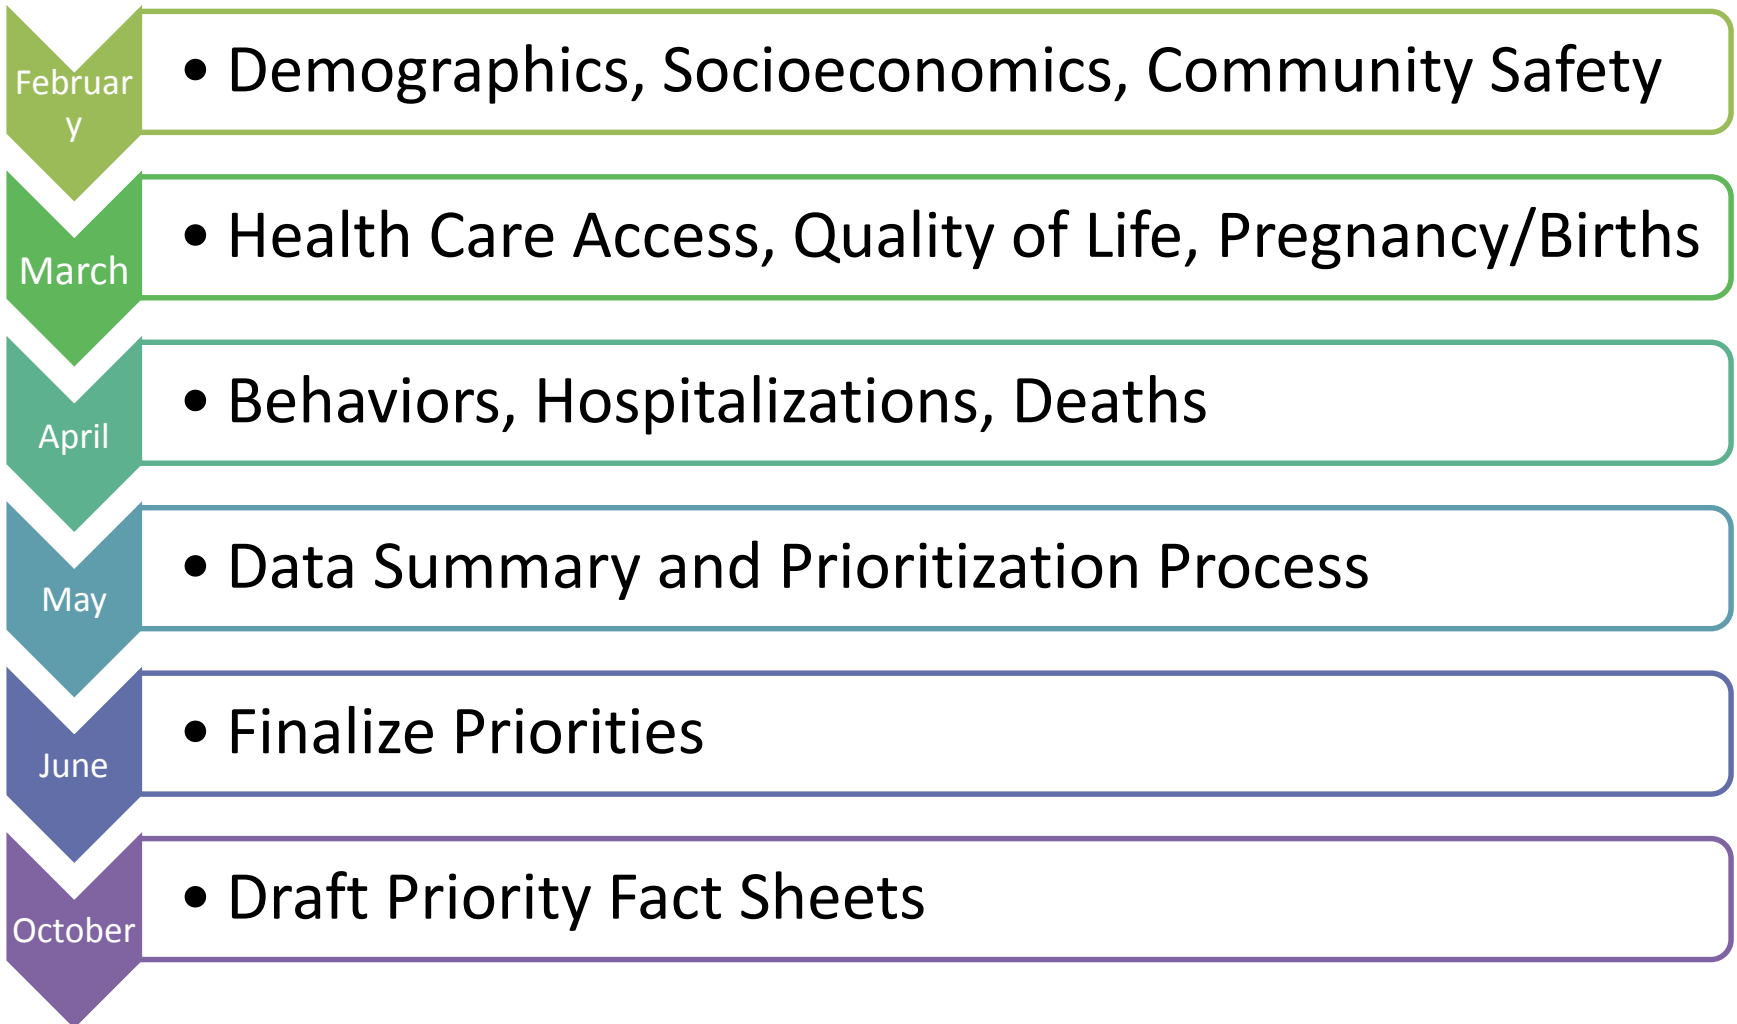 Februar
y
• Demographics, Socioeconomics, Community Safety
March
• Health Care Access, Quality of Life, Pregnancy/Births
April
• Behaviors, Hospitalizations, Deaths
May
• Data Summary and Prioritization Process
June
• Finalize Priorities
October
• Draft Priority Fact Sheets